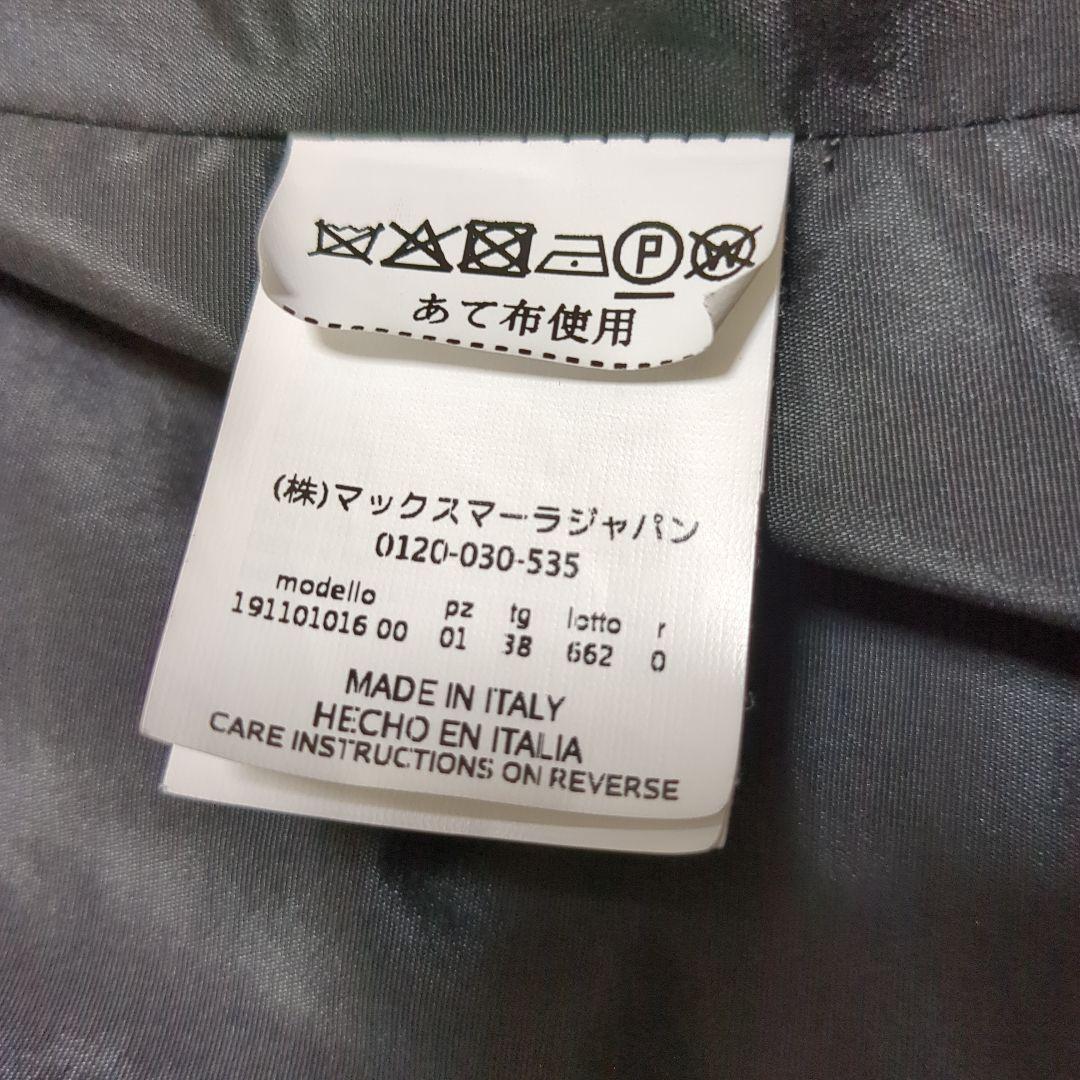 P W
あて布使用
(株)マックスマーラジャパン
0120-030-535
modello pz tg lotto r
191101016 00 01 38 662 0
MADE IN ITALY
HECHO EN ITALIA
CARE INSTRUCTIONS ON REVERSE